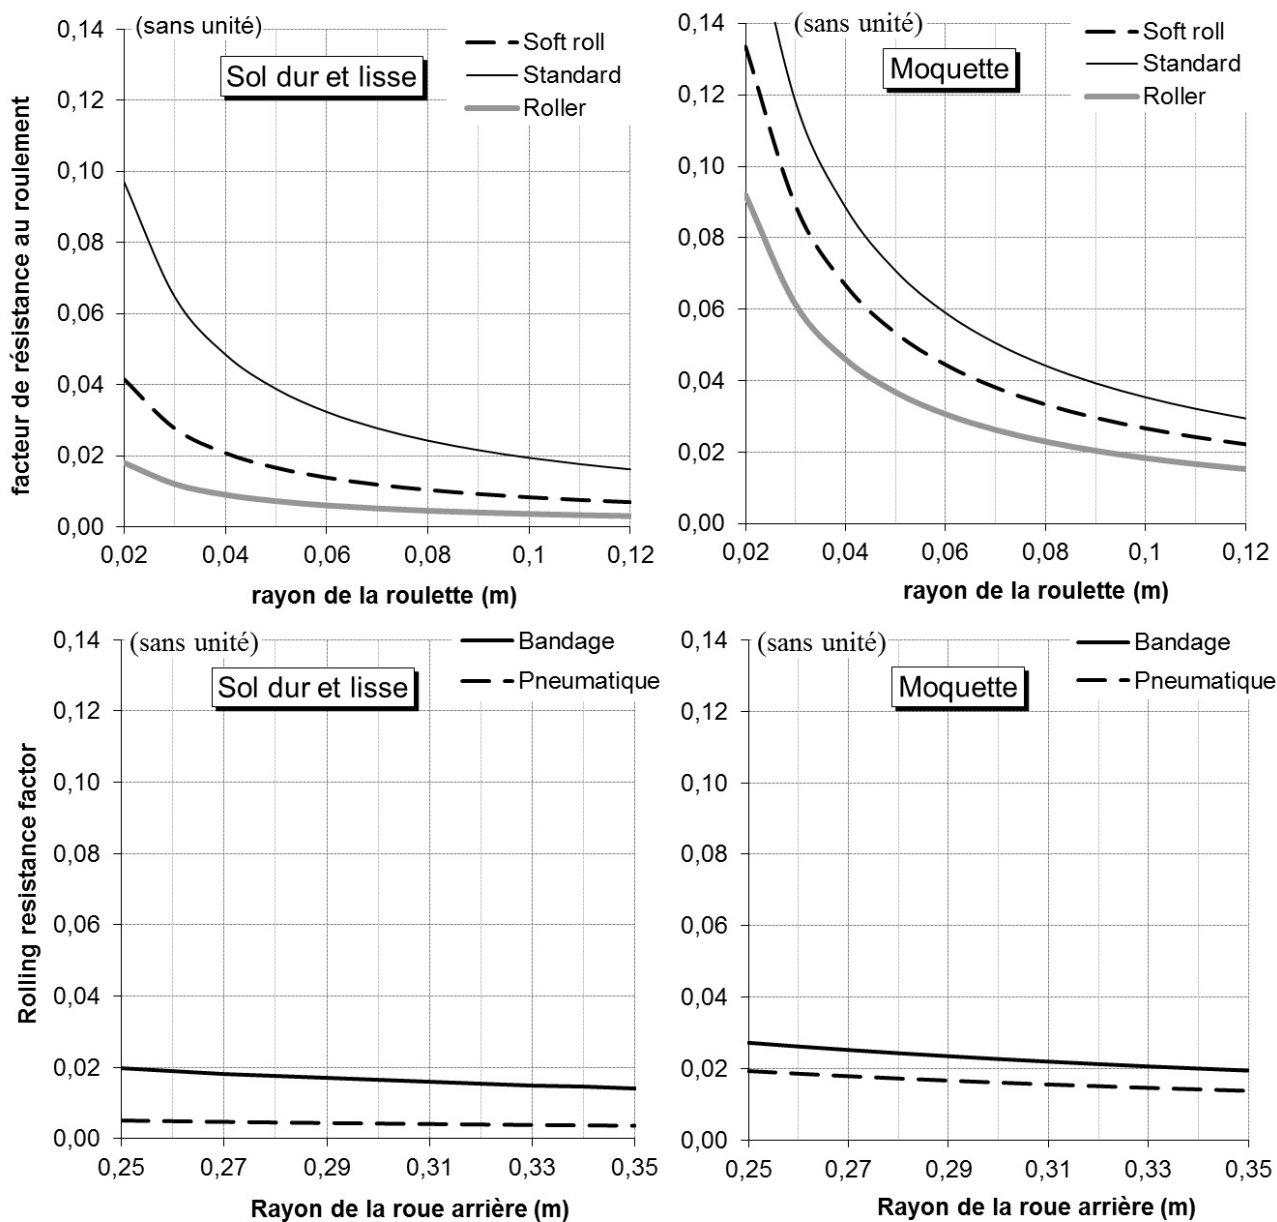 (sans unité)
Soft roll
Standard
Roller
Sol dur et lisse
facteur de résistance au roulement
0,14
0,12
0,10
0,08
0,06
0,04
0,02
0,00
0,02 0,04 0,06 0,08 0,1 0,12
rayon de la roulette (m)
(sans unité)
Soft roll
Standard
Roller
Moquette
0,14
0,12
0,10
0,08
0,06
0,04
0,02
0,00
0,02 0,04 0,06 0,08 0,1 0,12
rayon de la roulette (m)
(sans unité)
Bandage
Pneumatique
Sol dur et lisse
Rolling resistance factor
0,14
0,12
0,10
0,08
0,06
0,04
0,02
0,00
0,25 0,27 0,29 0,31 0,33 0,35
Rayon de la roue arrière (m)
(sans unité)
Bandage
Pneumatique
Moquette
0,14
0,12
0,10
0,08
0,06
0,04
0,02
0,00
0,25 0,27 0,29 0,31 0,33 0,35
Rayon de la roue arrière (m)